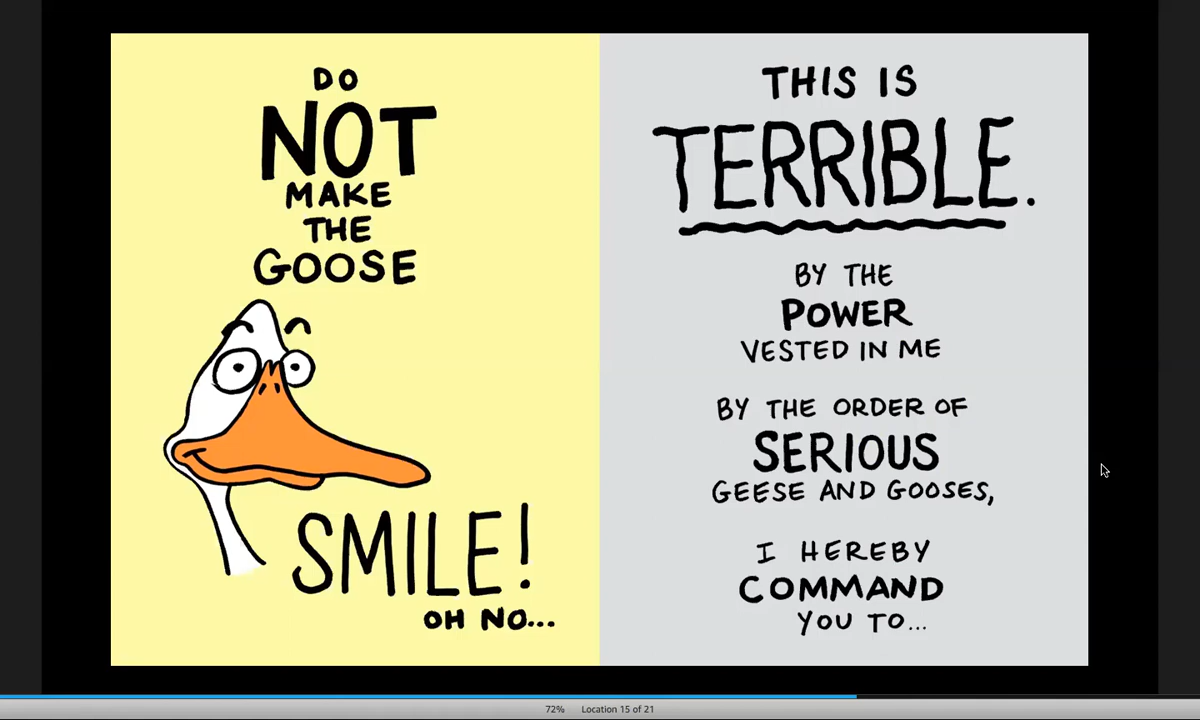 DO
NOT
MAKE
THE
GOOSE
SMILE!
OH NO...
THIS IS
TERRIBLE.
BY THE
POWER
VESTED IN ME
BY THE ORDER OF
SERIOUS
GEESE AND GOOSES,
I HEREBY
COMMAND
YOU TO...
72% Location 15 of 21